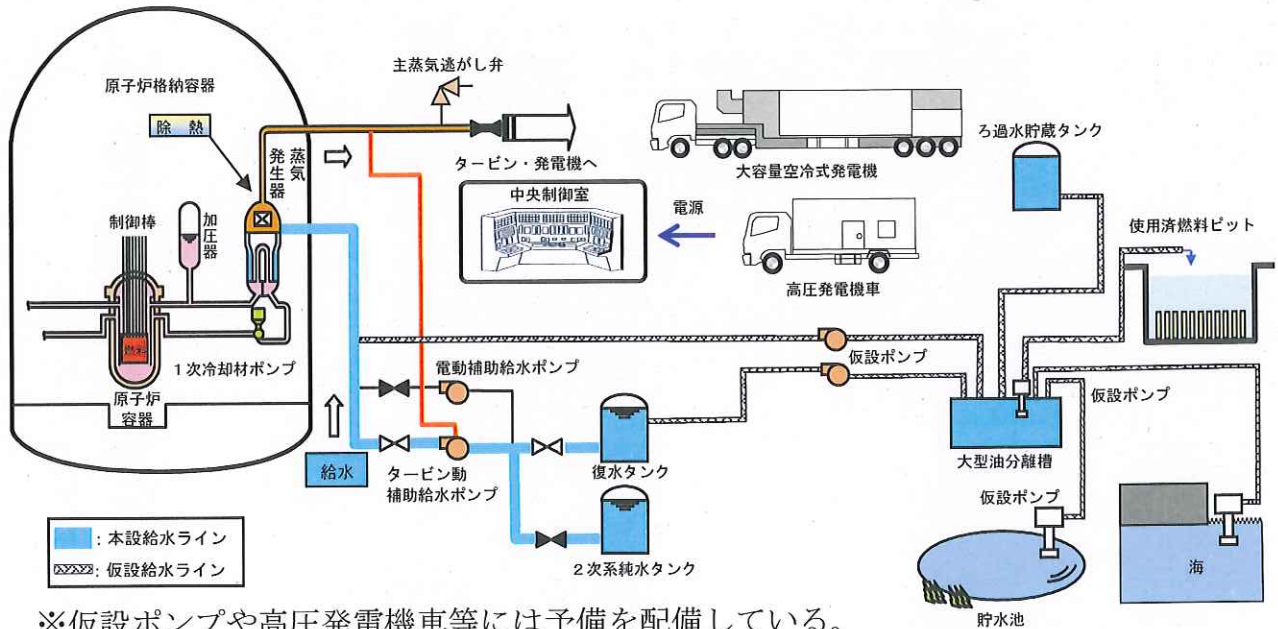 主蒸気逃がし弁
原子炉格納容器
除 熱
蒸気
発生器
タービン・発電機へ
大容量空冷式発電機
ろ過水貯蔵タンク
中央制御室
電源
使用済燃料ピット
制御棒
加圧器
高圧発電機車
燃料
1次冷却材ポンプ
電動補助給水ポンプ
仮設ポンプ
仮設ポンプ
原子炉
容器
大型油分離槽
給水
タービン動
補助給水ポンプ
復水タンク
仮設ポンプ
:本設給水ライン
:仮設給水ライン
2次系純水タンク
海
貯水池
※仮設ポンプや高圧発電機車等には予備を配備している。